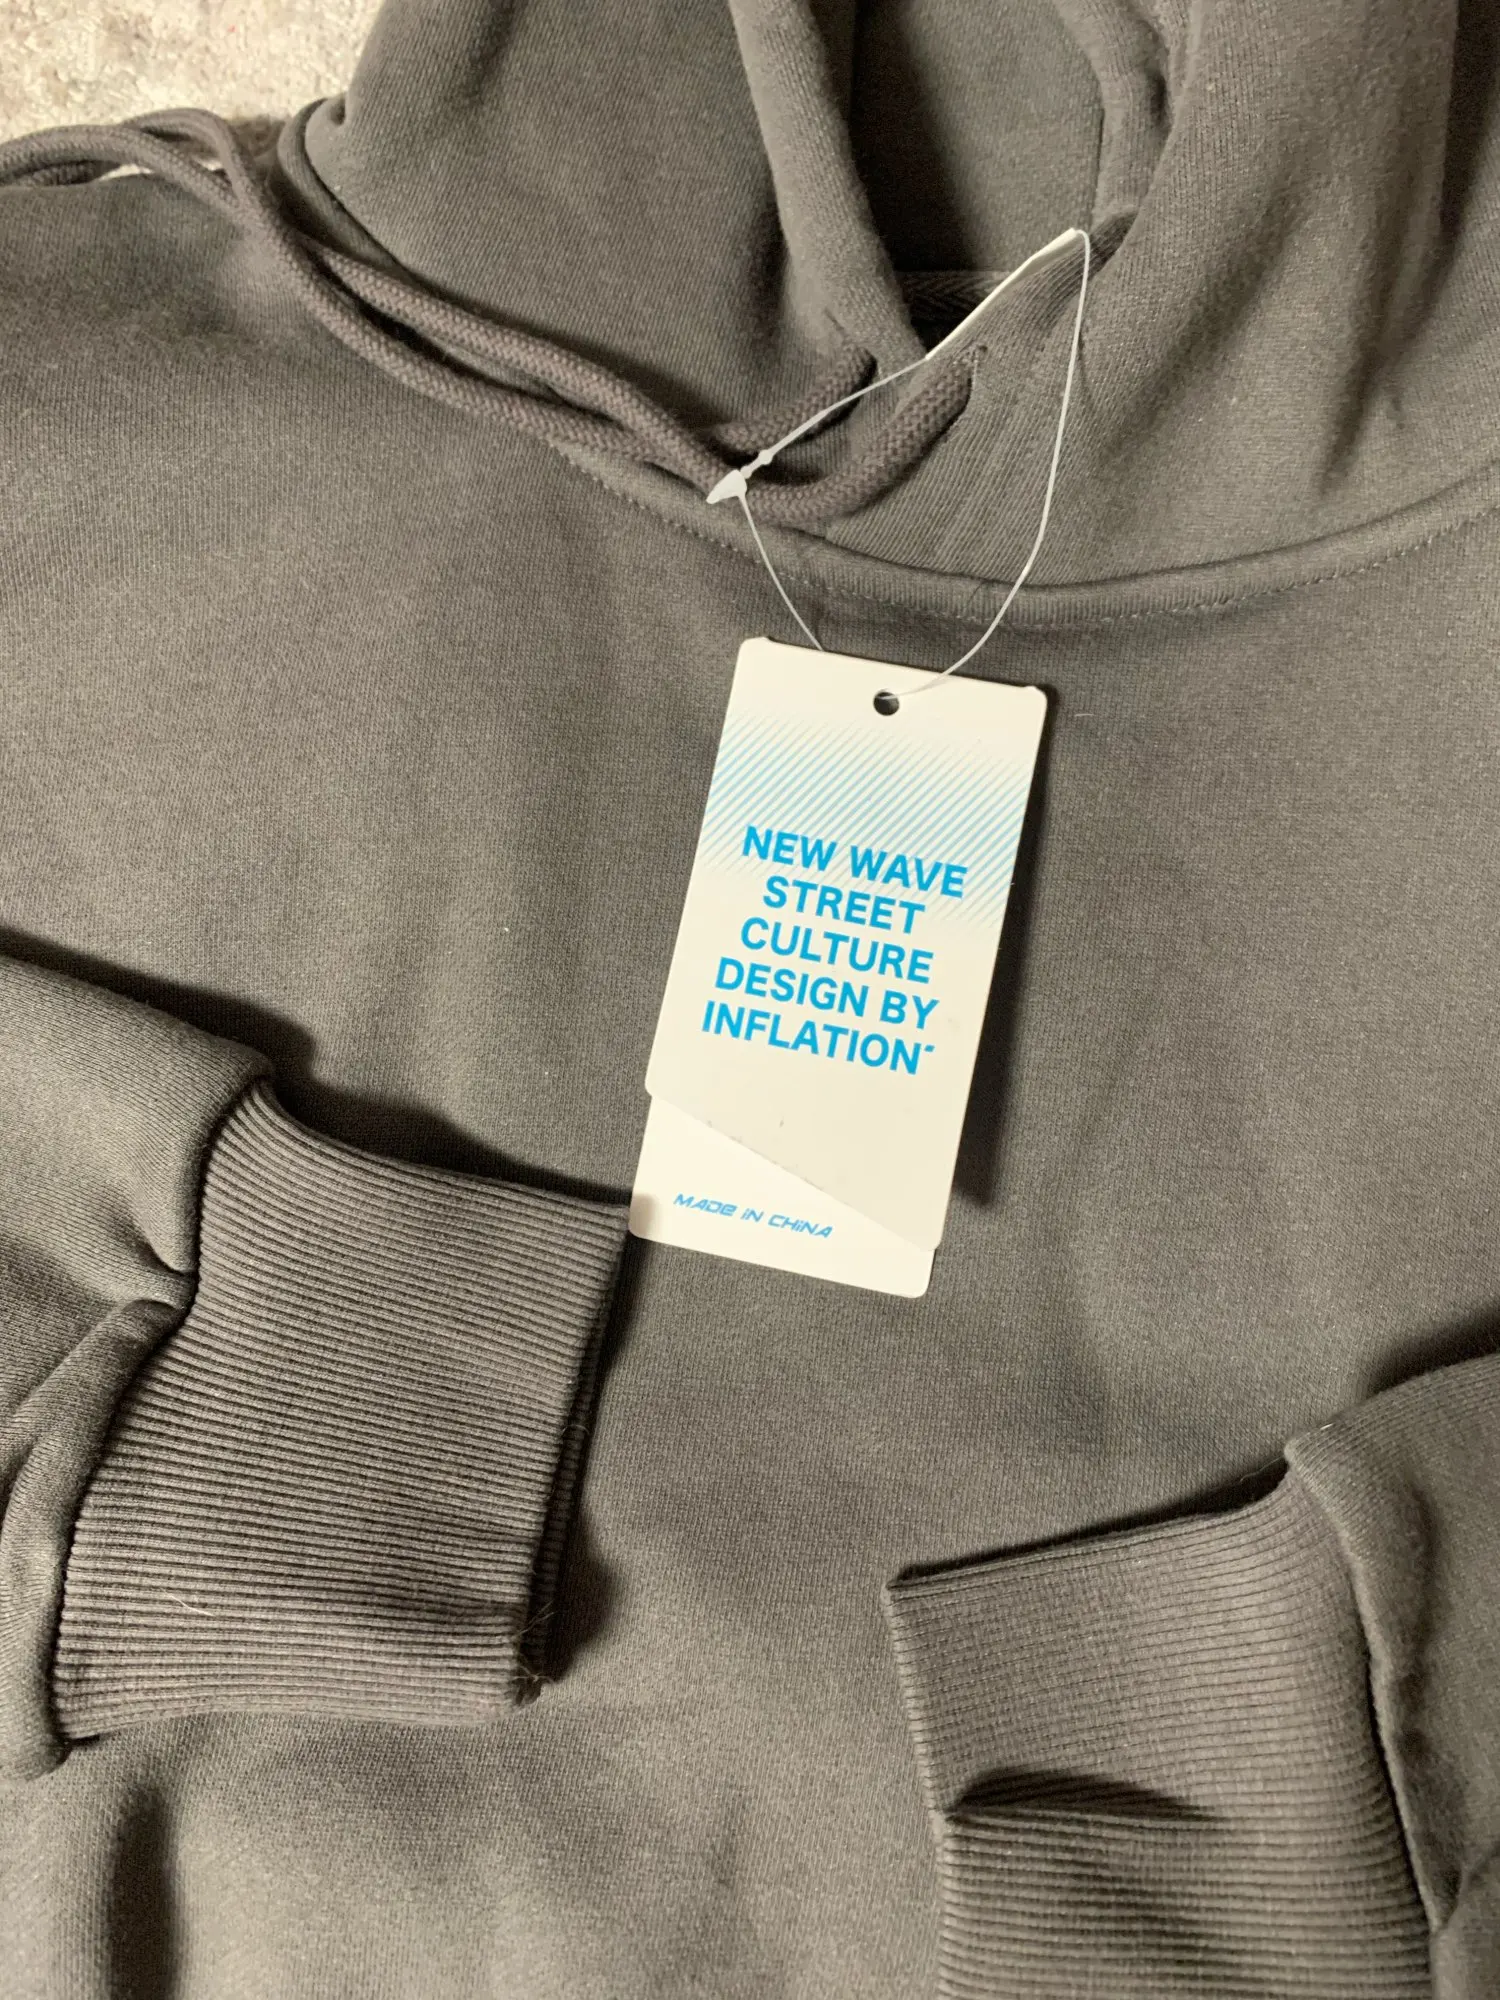 NEW WAVE
STREET
CULTURE
DESIGN BY
INFLATION
MADE IN CHINA